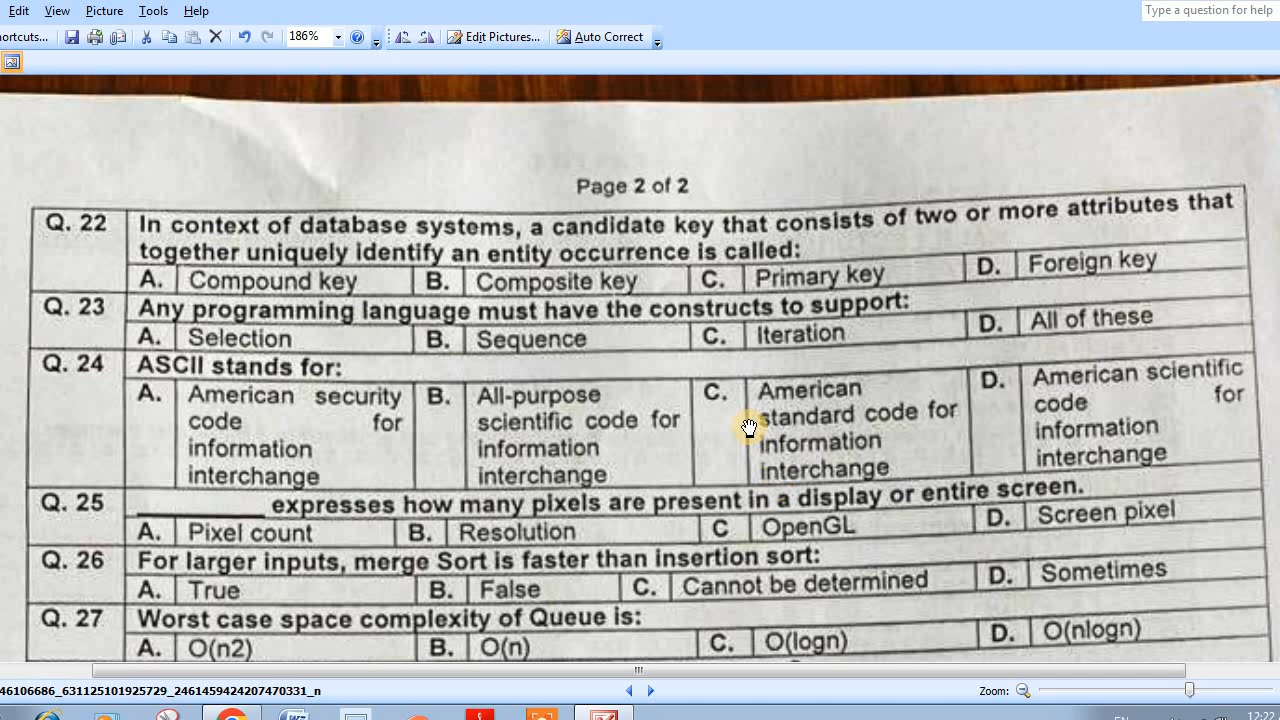 Edit View Picture Tools Help Type a question for help
ortcuts... 186% Edit Pictures... Auto Correct
Page 2 of 2
Q. 22 In context of database systems, a candidate key that consists of two or more attributes that
together uniquely identify an entity occurrence is called:
A. Compound key B. Composite key C. Primary key D. Foreign key
Q. 23 Any programming language must have the constructs to support:
A. Selection B. Sequence C. Iteration D. All of these
Q. 24 ASCII stands for:
A. American security B. All-purpose C. American D. American scientific
code for scientific code for standard code for code for
information information information information
interchange interchange interchange interchange
Q. 25 ________ expresses how many pixels are present in a display or entire screen.
A. Pixel count B. Resolution C OpenGL D. Screen pixel
Q. 26 For larger inputs, merge Sort is faster than insertion sort:
A. True B. False C. Cannot be determined D. Sometimes
Q. 27 Worst case space complexity of Queue is:
A. O(n2) B. O(n) C. O(logn) D. O(nlogn)
46106686_631125101925729_2461459424207470331_n Zoom:
EN 12:22